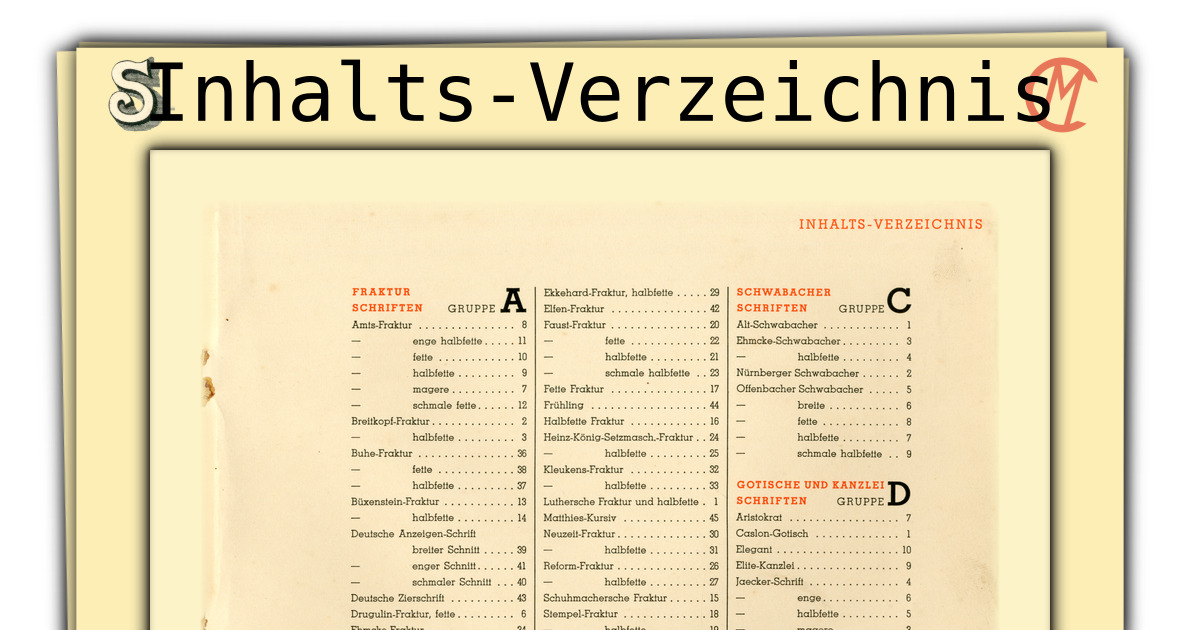 Inhalts-Verzeichnis
INHALTS-VERZEICHNIS
FRAKTUR
SCHRIFTEN GRUPPE A
Amts-Fraktur . . . . . . . . . . . . 8
— enge halbfette . . . . . 11
— fette . . . . . . . . . . 10
— halbfette . . . . . . . . . 9
— magere . . . . . . . . . . 7
— schmale fette . . . . . . 12
Breitkopf-Fraktur . . . . . . . . . . 2
— halbfette . . . . . . . . . 3
Buhe-Fraktur . . . . . . . . . . . . 36
— fette . . . . . . . . . . 38
— halbfette . . . . . . . . . 37
Büxenstein-Fraktur . . . . . . . . . 13
— halbfette . . . . . . . . . 14
Deutsche Anzeigen-Schrift
breiter Schnitt . . . . . 39
— enger Schnitt . . . . . . 41
— schmaler Schnitt . . . 40
Deutsche Zierschrift . . . . . . . . 43
Drugulin-Fraktur, fette . . . . . . . 6
Ehmcke-Fraktur . . . . . . . . . . 34
Ekkehard-Fraktur, halbfette . . . . . 29
Elfen-Fraktur . . . . . . . . . . . . 42
Faust-Fraktur . . . . . . . . . . . . 20
— fette . . . . . . . . . . 22
— halbfette . . . . . . . . . 21
— schmale halbfette . . 23
Fette Fraktur . . . . . . . . . . . . 17
Frühling . . . . . . . . . . . . . . 44
Halbfette Fraktur . . . . . . . . . . 16
Heinz-König-Setzmasch.-Fraktur . . 24
— halbfette . . . . . . . . . 25
Kleukens-Fraktur . . . . . . . . . . 32
— halbfette . . . . . . . . . 33
Luthersche Fraktur und halbfette . 1
Matthies-Kursiv . . . . . . . . . . . 45
Neuzeit-Fraktur . . . . . . . . . . . 30
— halbfette . . . . . . . . . 31
Reform-Fraktur . . . . . . . . . . . 26
— halbfette . . . . . . . . . 27
Schuhmachersche Fraktur . . . . . . 15
Stempel-Fraktur . . . . . . . . . . . 18
— halbfette . . . . . . . . . 19
SCHWABACHER
SCHRIFTEN GRUPPE C
Alt-Schwabacher . . . . . . . . . . . 1
Ehmcke-Schwabacher . . . . . . . . 3
— halbfette . . . . . . . . . 4
Nürnberger Schwabacher . . . . . . 2
Offenbacher Schwabacher . . . . . 5
— breite . . . . . . . . . . 6
— fette . . . . . . . . . . 8
— halbfette . . . . . . . . . 7
— schmale halbfette . . 9
GOTISCHE UND KANZLEI
SCHRIFTEN GRUPPE D
Aristokrat . . . . . . . . . . . . . . 7
Caslon-Gotisch . . . . . . . . . . . 1
Elegant . . . . . . . . . . . . . . . 10
Elite-Kanzlei . . . . . . . . . . . . . 9
Jaecker-Schrift . . . . . . . . . . . 4
— enge . . . . . . . . . . . 6
— halbfette . . . . . . . . . 5
— magere . . . . . . . . . . 3